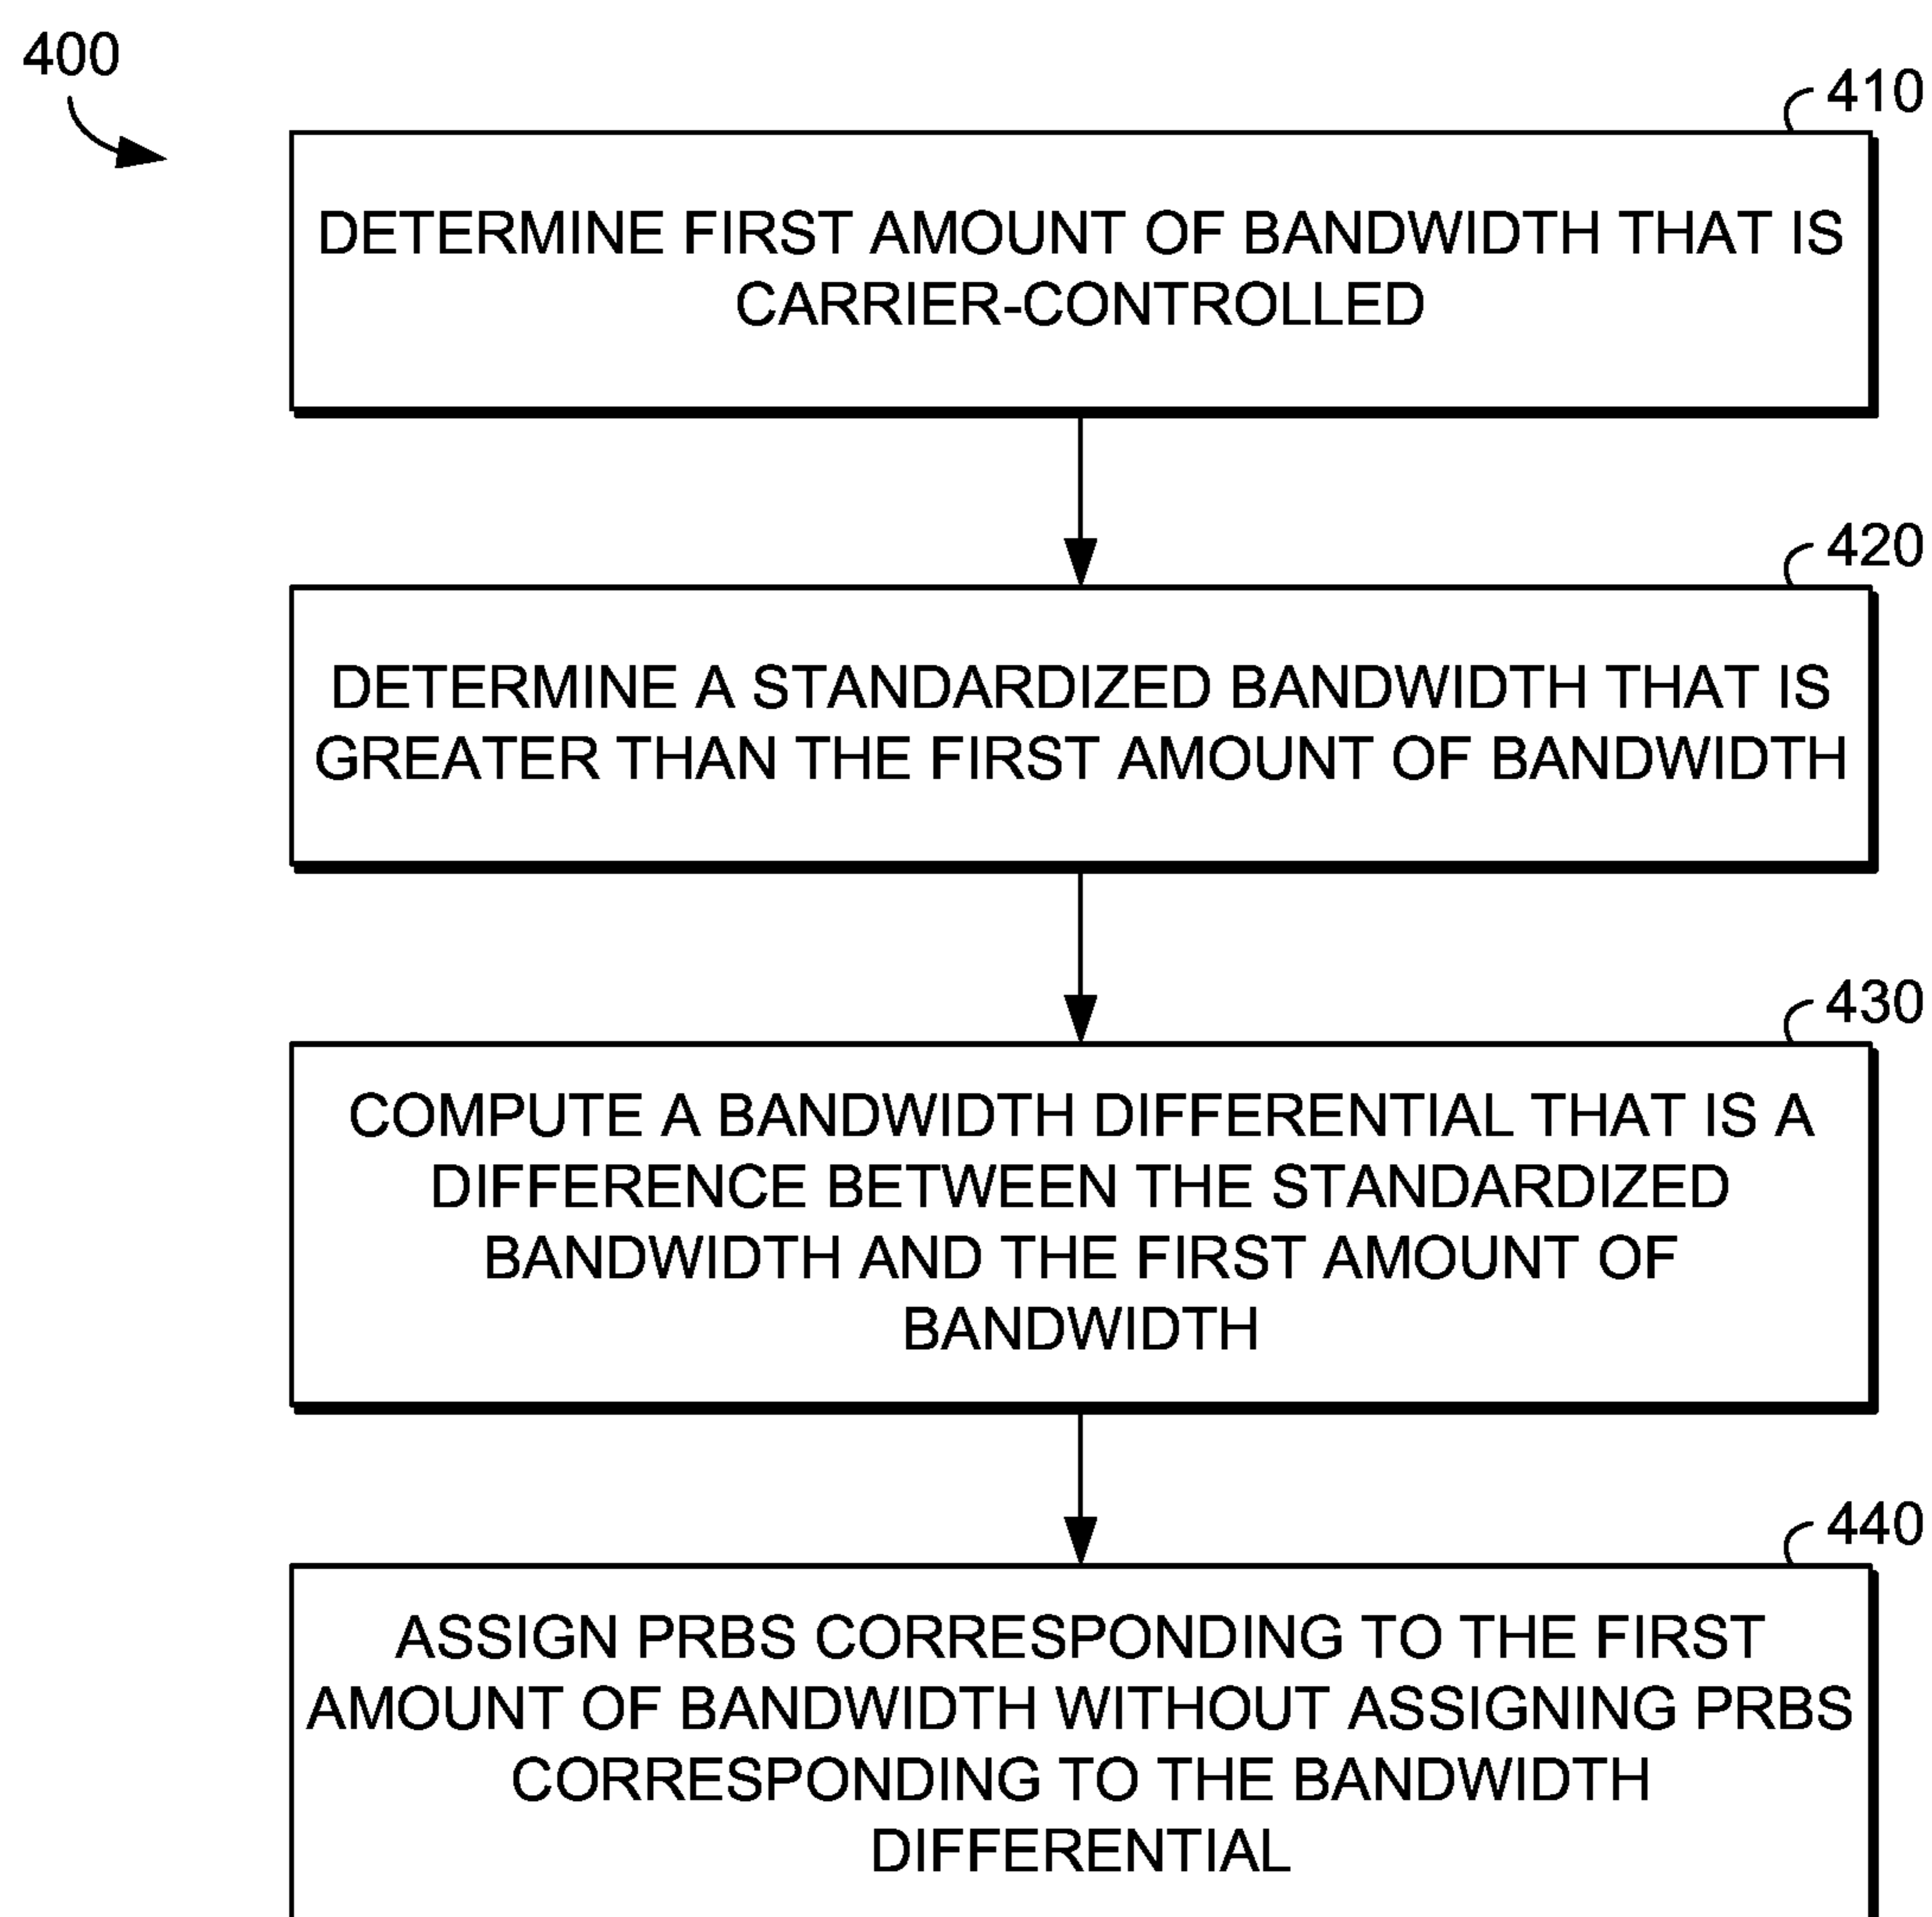 400
410
DETERMINE FIRST AMOUNT OF BANDWIDTH THAT IS
CARRIER-CONTROLLED
420
DETERMINE A STANDARDIZED BANDWIDTH THAT IS
GREATER THAN THE FIRST AMOUNT OF BANDWIDTH
430
COMPUTE A BANDWIDTH DIFFERENTIAL THAT IS A
DIFFERENCE BETWEEN THE STANDARDIZED
BANDWIDTH AND THE FIRST AMOUNT OF
BANDWIDTH
440
ASSIGN PRBS CORRESPONDING TO THE FIRST
AMOUNT OF BANDWIDTH WITHOUT ASSIGNING PRBS
CORRESPONDING TO THE BANDWIDTH
DIFFERENTIAL